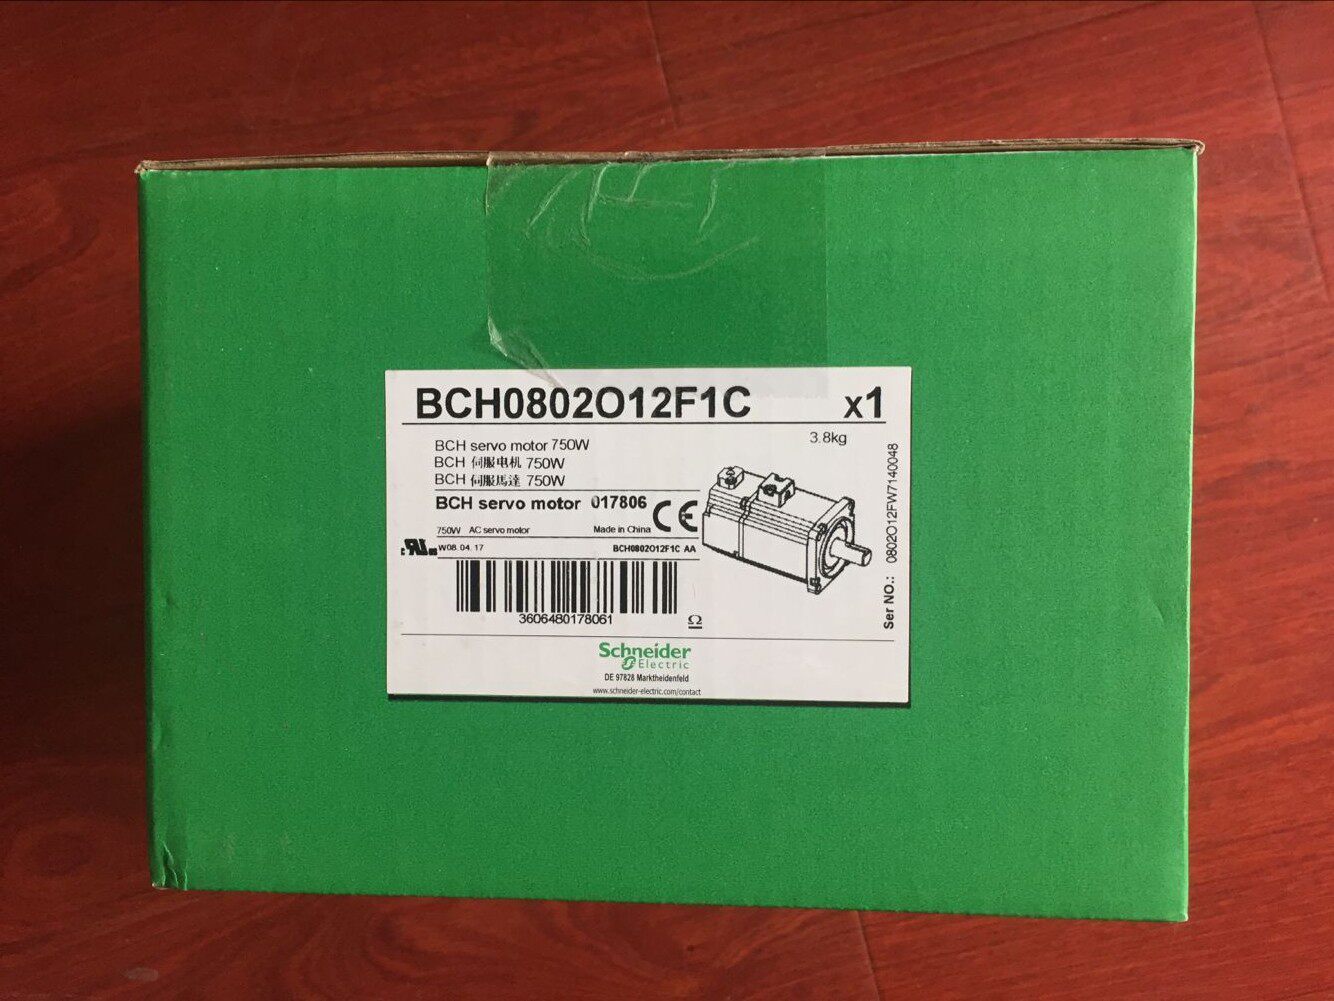 BCH0802O12F1C x1
3.8kg
BCH servo motor 750W
BCH 伺服电机 750W
BCH 伺服馬達 750W
BCH servo motor 017806
CE
750W AC servo motor Made in China
W08.04.17 BCH0802O12F1C AA
3606480178061
Ω
Schneider
Electric
DE 97828 Marktheidenfeld
www.schneider-electric.com/contact
Ser NO.: 0802O12FW7140048